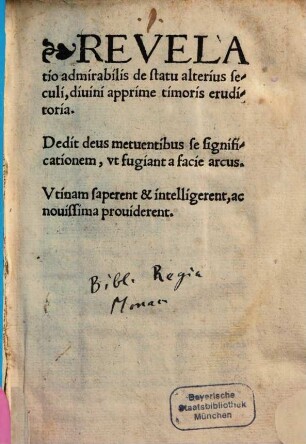 REVELA
tio admirabilis de statu alterius se⸗
culi, diuini apprime timoris erudi⸗
toria.
Dedit deus metuentibus se signifi⸗
cationem, vt fugiant a facie arcus.
Vtinam saperent & intelligerent, ac
nouissima prouiderent.
Bibl. Regia
Monac
Bayerische
Staatsbibliothek
München